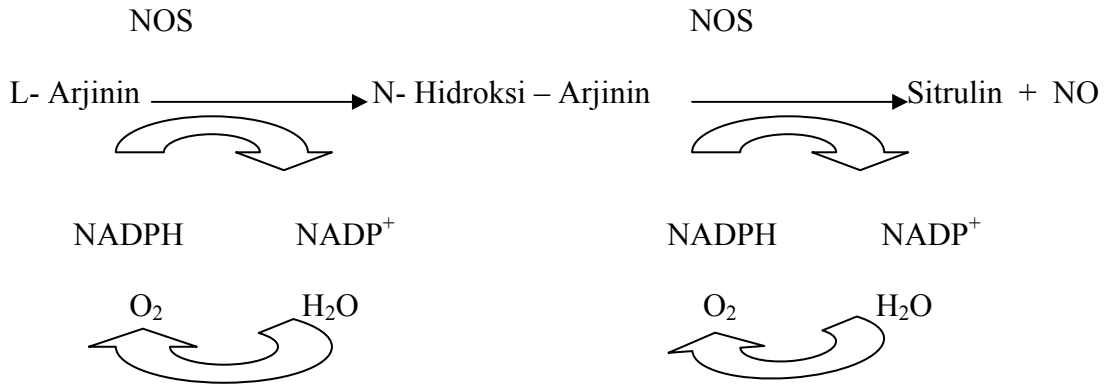 NOS NOS
L- Arjinin N- Hidroksi – Arjinin Sitrulin + NO
NADPH NADP⁺ NADPH NADP⁺
O₂ H₂O O₂ H₂O